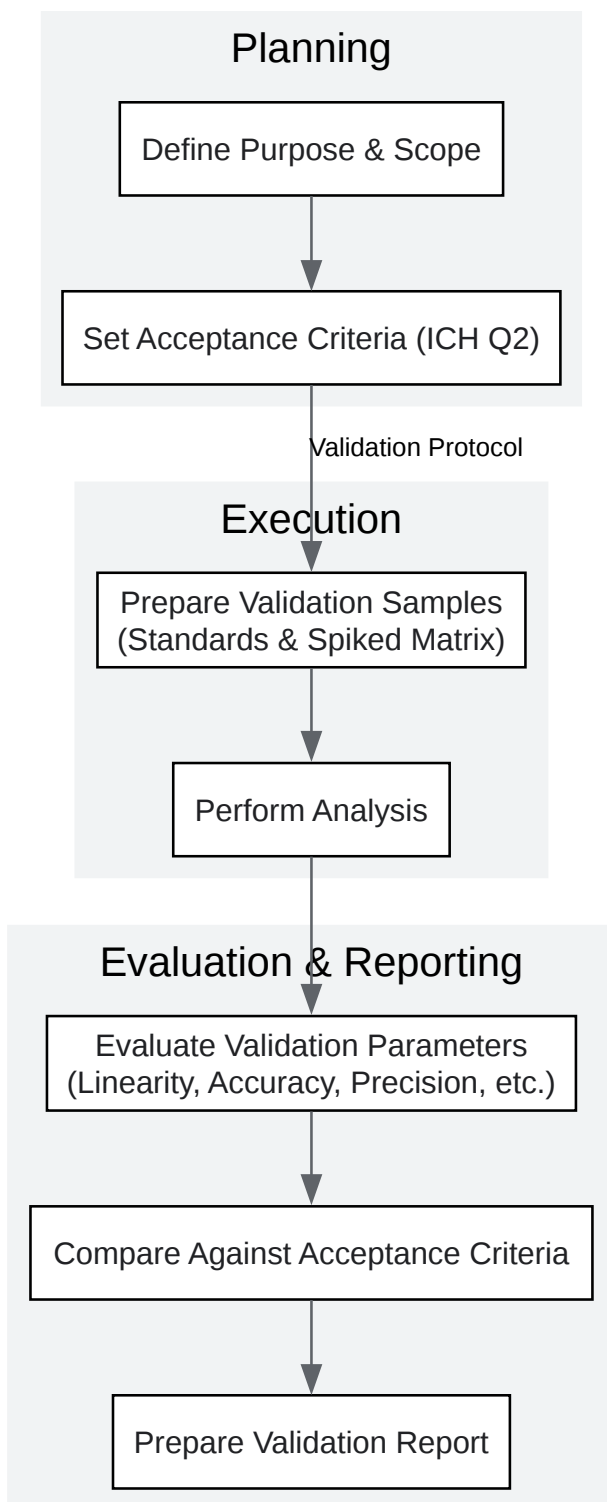 Planning
Define Purpose & Scope
Set Acceptance Criteria (ICH Q2)
Validation Protocol
Execution
Prepare Validation Samples
(Standards & Spiked Matrix)
Perform Analysis
Evaluation & Reporting
Evaluate Validation Parameters
(Linearity, Accuracy, Precision, etc.)
Compare Against Acceptance Criteria
Prepare Validation Report